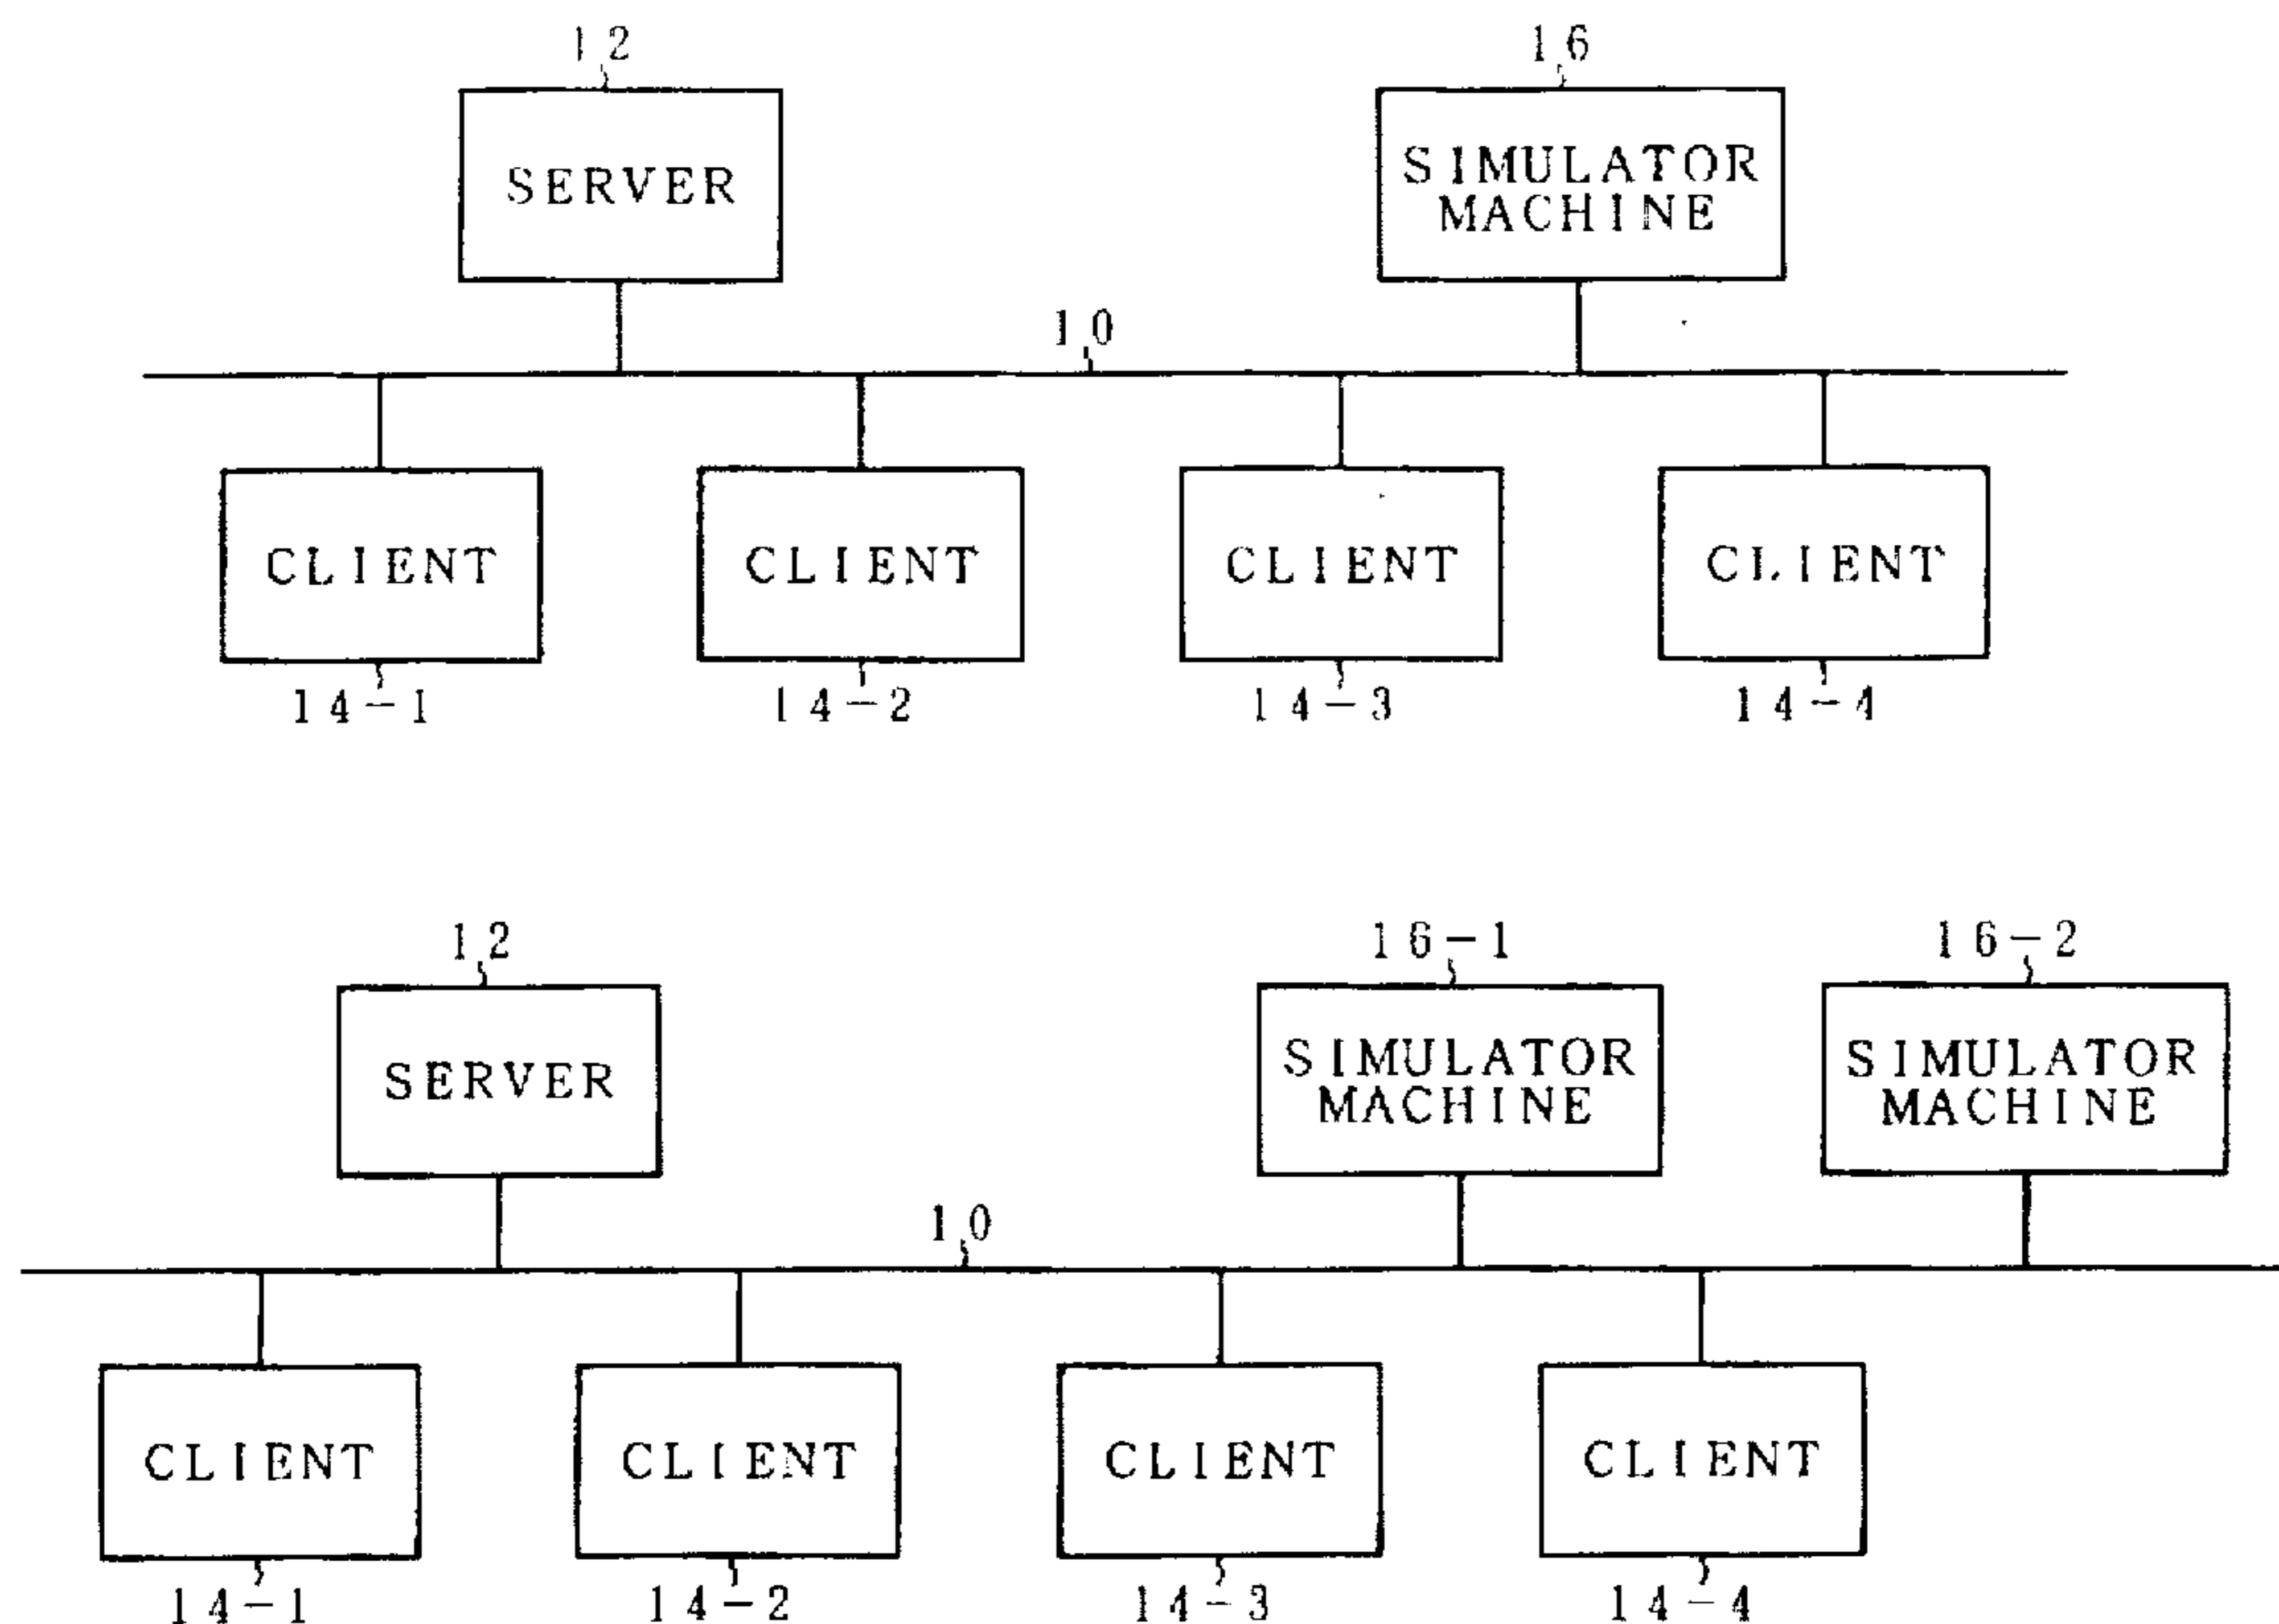 12
16
SERVER
SIMULATOR
MACHINE
10
CLIENT
CLIENT
CLIENT
CLIENT
14-1
14-2
14-3
14-4
12
16-1
16-2
SERVER
SIMULATOR
MACHINE
SIMULATOR
MACHINE
10
CLIENT
CLIENT
CLIENT
CLIENT
14-1
14-2
14-3
14-4